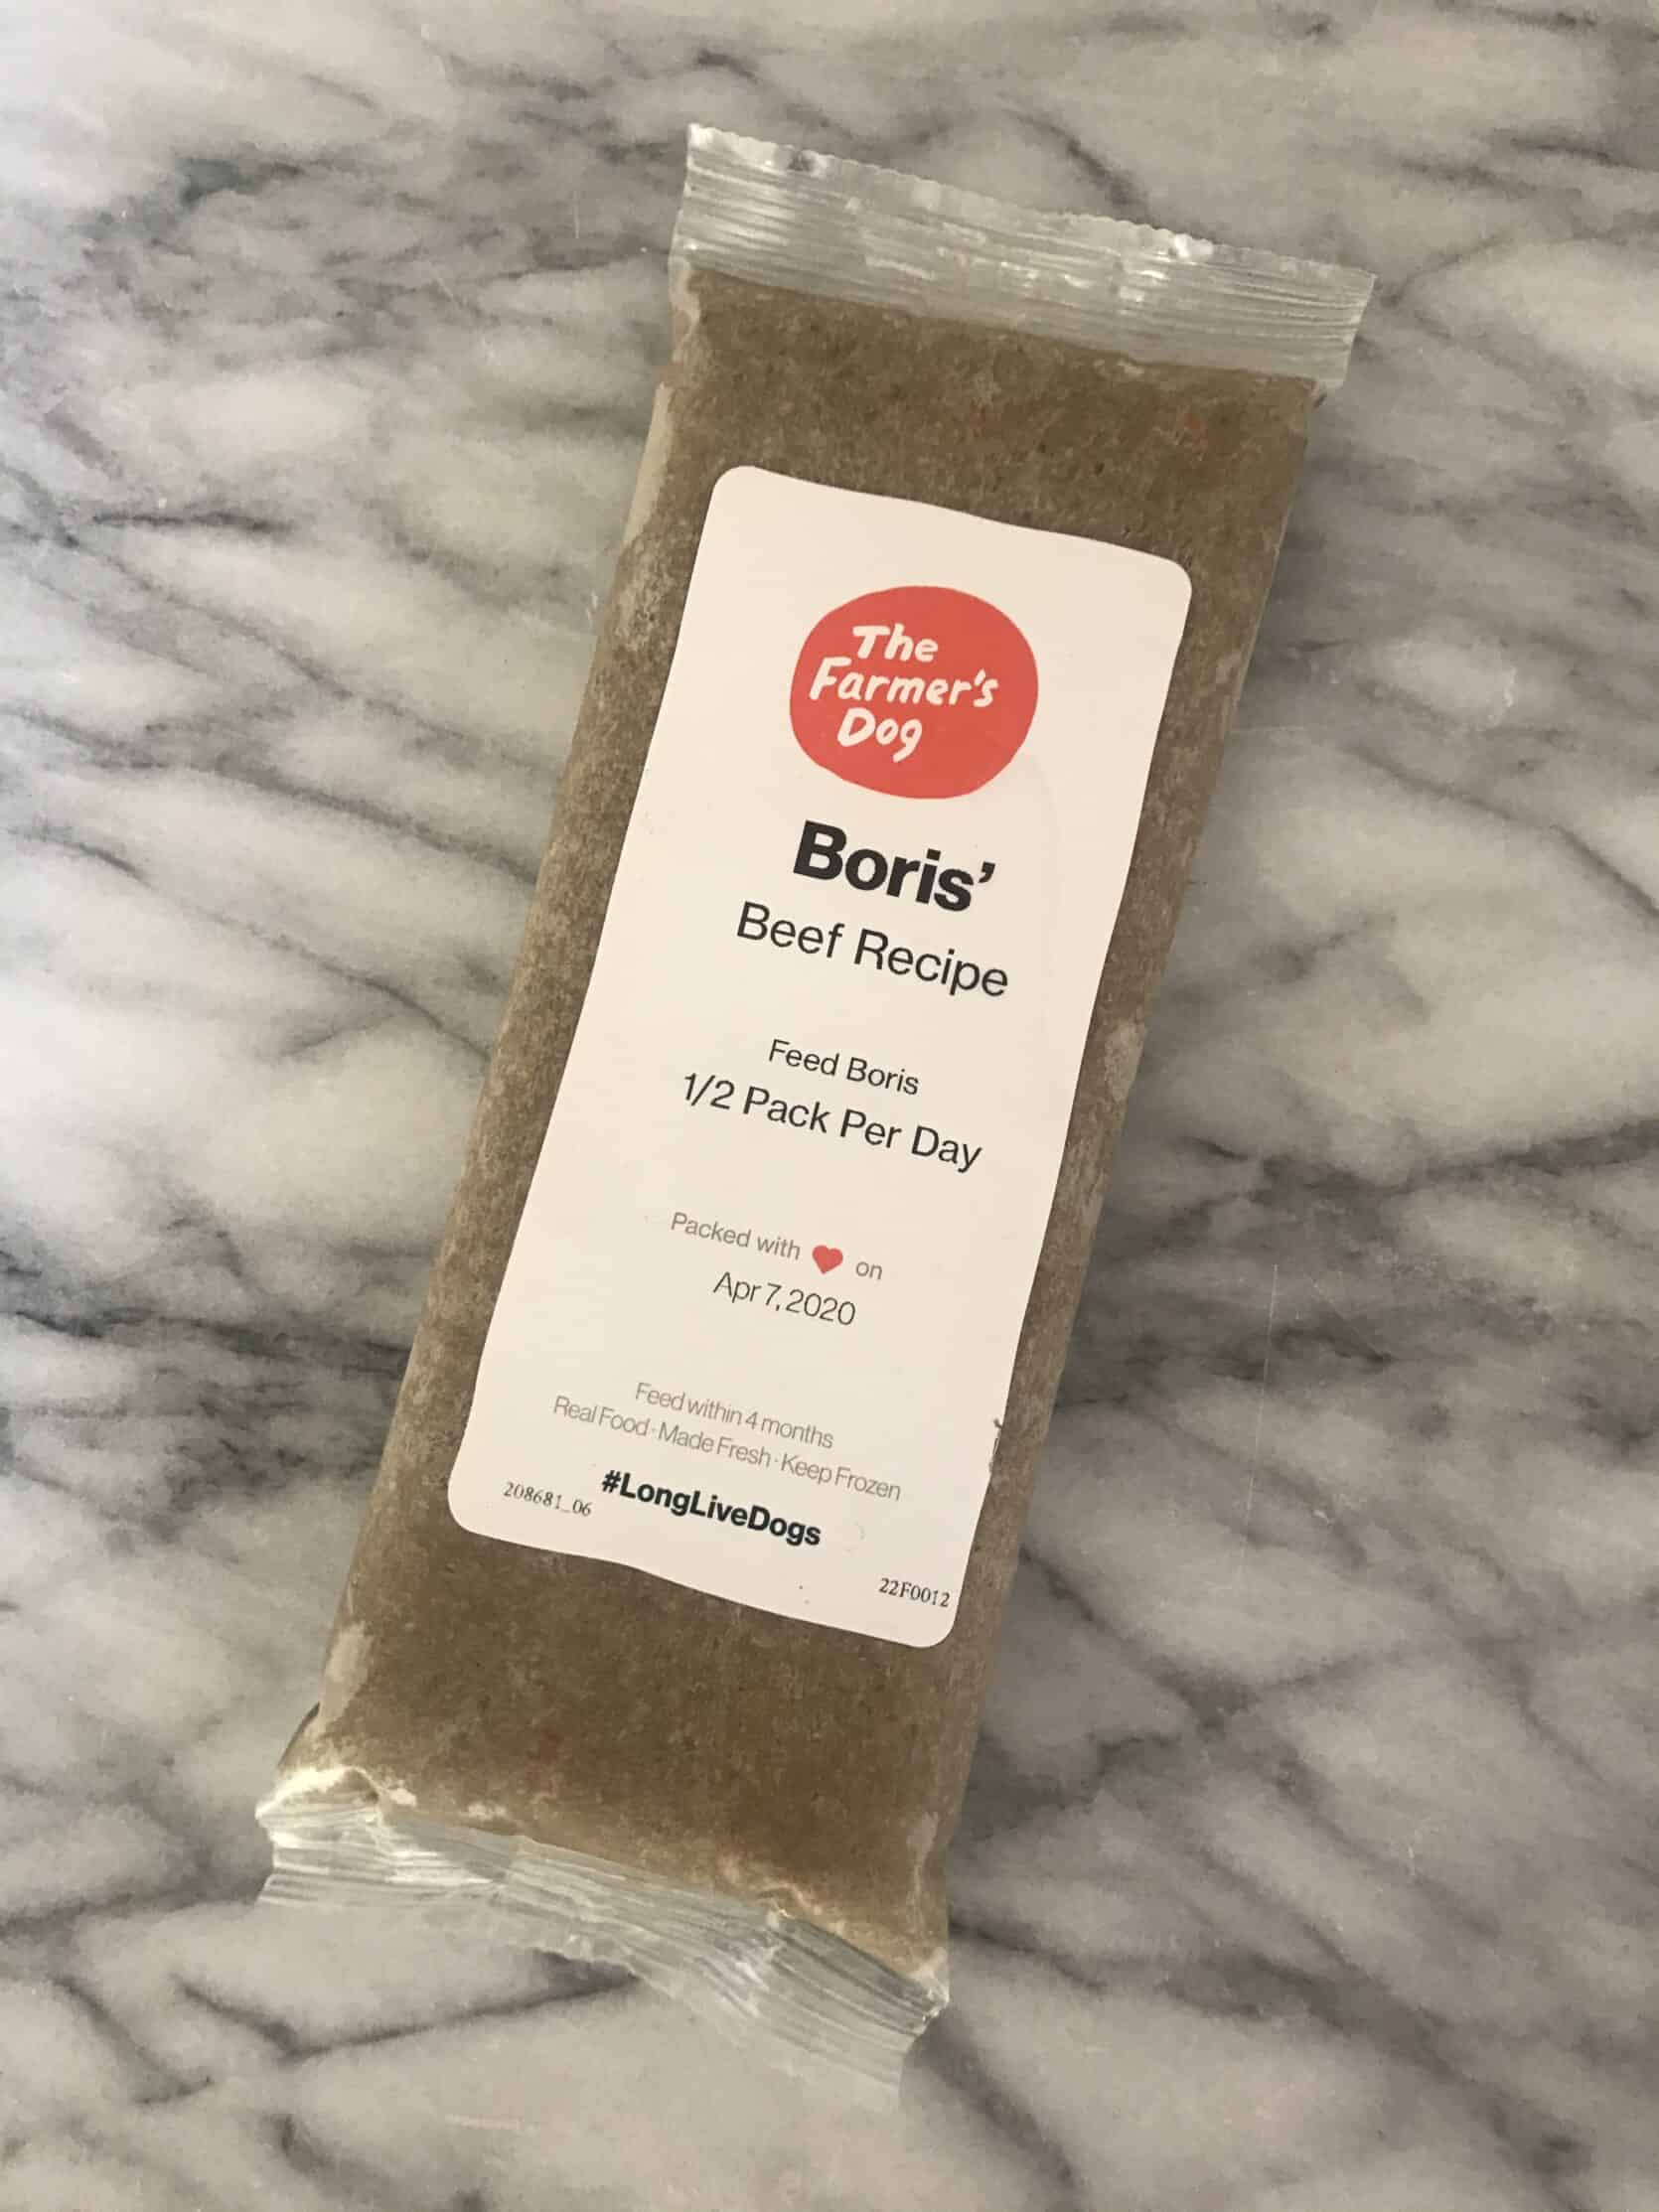 The
Farmer's
Dog
Boris’
Beef Recipe
Feed Boris
1/2 Pack Per Day
Packed with ❤ on
Apr 7, 2020
Feed within 4 months
Real Food · Made Fresh · Keep Frozen
#LongLiveDogs
208681_06
22F0012